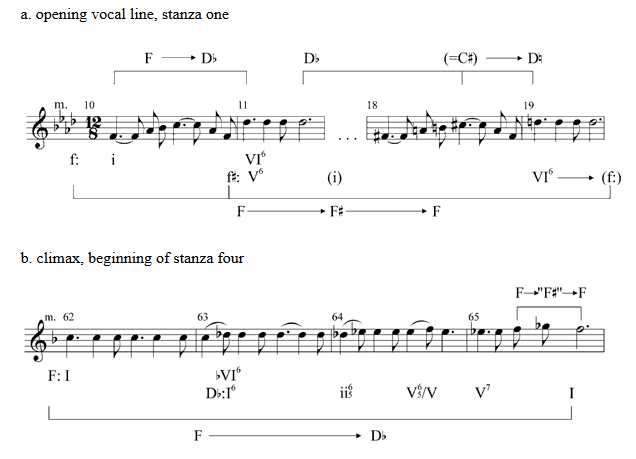 a. opening vocal line, stanza one
F → D♭ D♭ (=C♯) → D♮
m. 10 11 18 19
12
8
. . .
f: i VI⁶
f♯: V⁶ (i) VI⁶ → (f:)
F → F♯ → F
b. climax, beginning of stanza four
F→"F♯"→F
m. 62 63 64 65
F: I ♭VI⁶
D♭:I⁶ ii⁶₅ V⁶₅/V V⁷ I
F → D♭